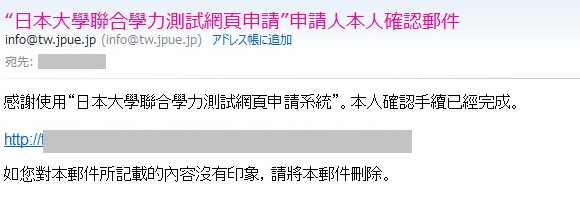 “日本大學聯合學力測試網頁申請”申請人本人確認郵件
info@tw.jpue.jp (info@tw.jpue.jp) アドレス帳に追加
宛先:
感謝使用“日本大學聯合學力測試網頁申請系統”。本人確認手續已經完成。
http://
如您對本郵件所記載的內容沒有印象, 請將本郵件刪除。